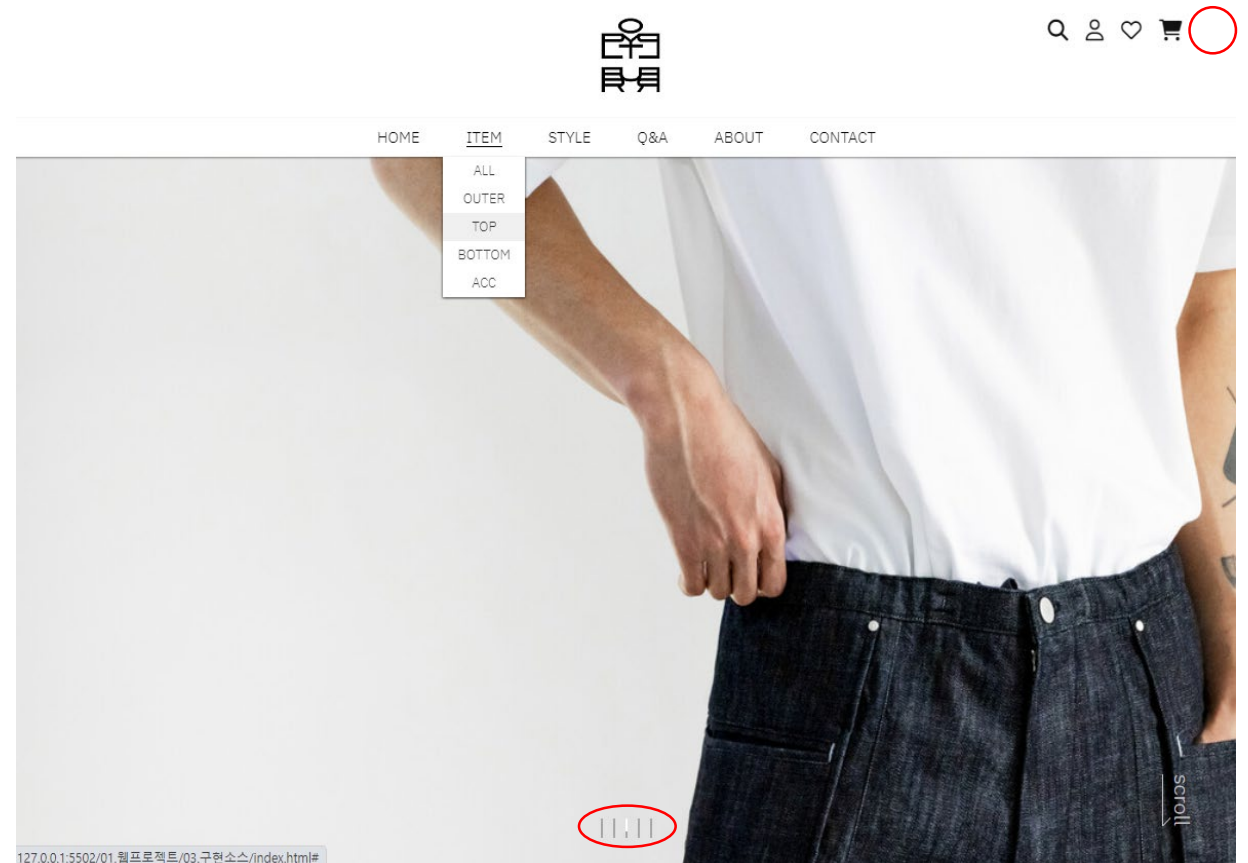 HOME ITEM STYLE Q&A ABOUT CONTACT
ALL
OUTER
TOP
BOTTOM
ACC
scroll
127.0.0.1:5502/01.웹프로젝트/03.구현소스/index.html#